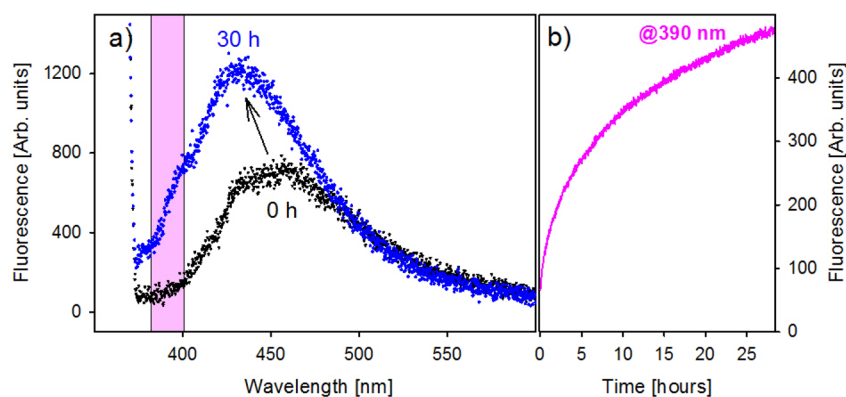 a)
30 h
0 h
Fluorescence [Arb. units]
1200
800
400
0
400
450
500
550
Wavelength [nm]
b)
@390 nm
Fluorescence [Arb. units]
400
300
200
100
0
0
5
10
15
20
25
Time [hours]